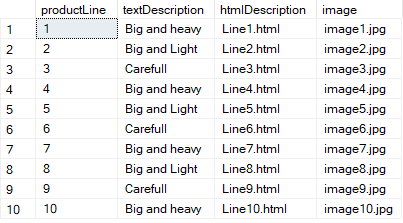 productLine textDescription htmlDescription image
1 1 Big and heavy Line1.html image1.jpg
2 2 Big and Light Line2.html image2.jpg
3 3 Carefull Line3.html image3.jpg
4 4 Big and heavy Line4.html image4.jpg
5 5 Big and Light Line5.html image5.jpg
6 6 Carefull Line6.html image6.jpg
7 7 Big and heavy Line7.html image7.jpg
8 8 Big and Light Line8.html image8.jpg
9 9 Carefull Line9.html image9.jpg
10 10 Big and heavy Line10.html image10.jpg